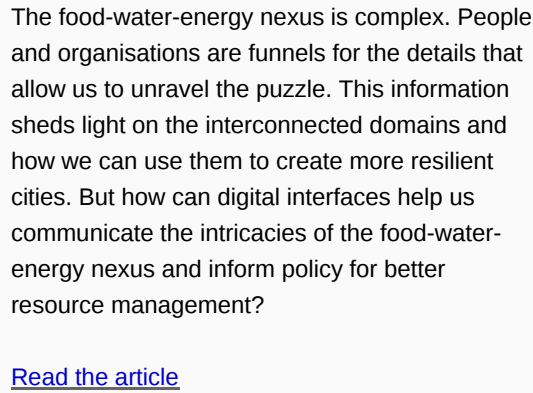 The food-water-energy nexus is complex. People
and organisations are funnels for the details that
allow us to unravel the puzzle. This information
sheds light on the interconnected domains and
how we can use them to create more resilient
cities. But how can digital interfaces help us
communicate the intricacies of the food-water-
energy nexus and inform policy for better
resource management?
Read the article